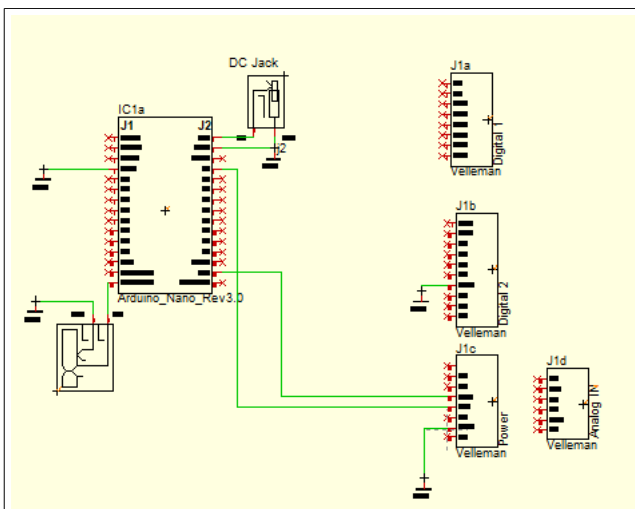 DC Jack
J1a
IC1a
J1 J2
Digital 1
J2
Velleman
J1b
Arduino_Nano_Rev3.0
Digital 2
Velleman
J1c
J1d
Power
Analog IN
Velleman
Velleman